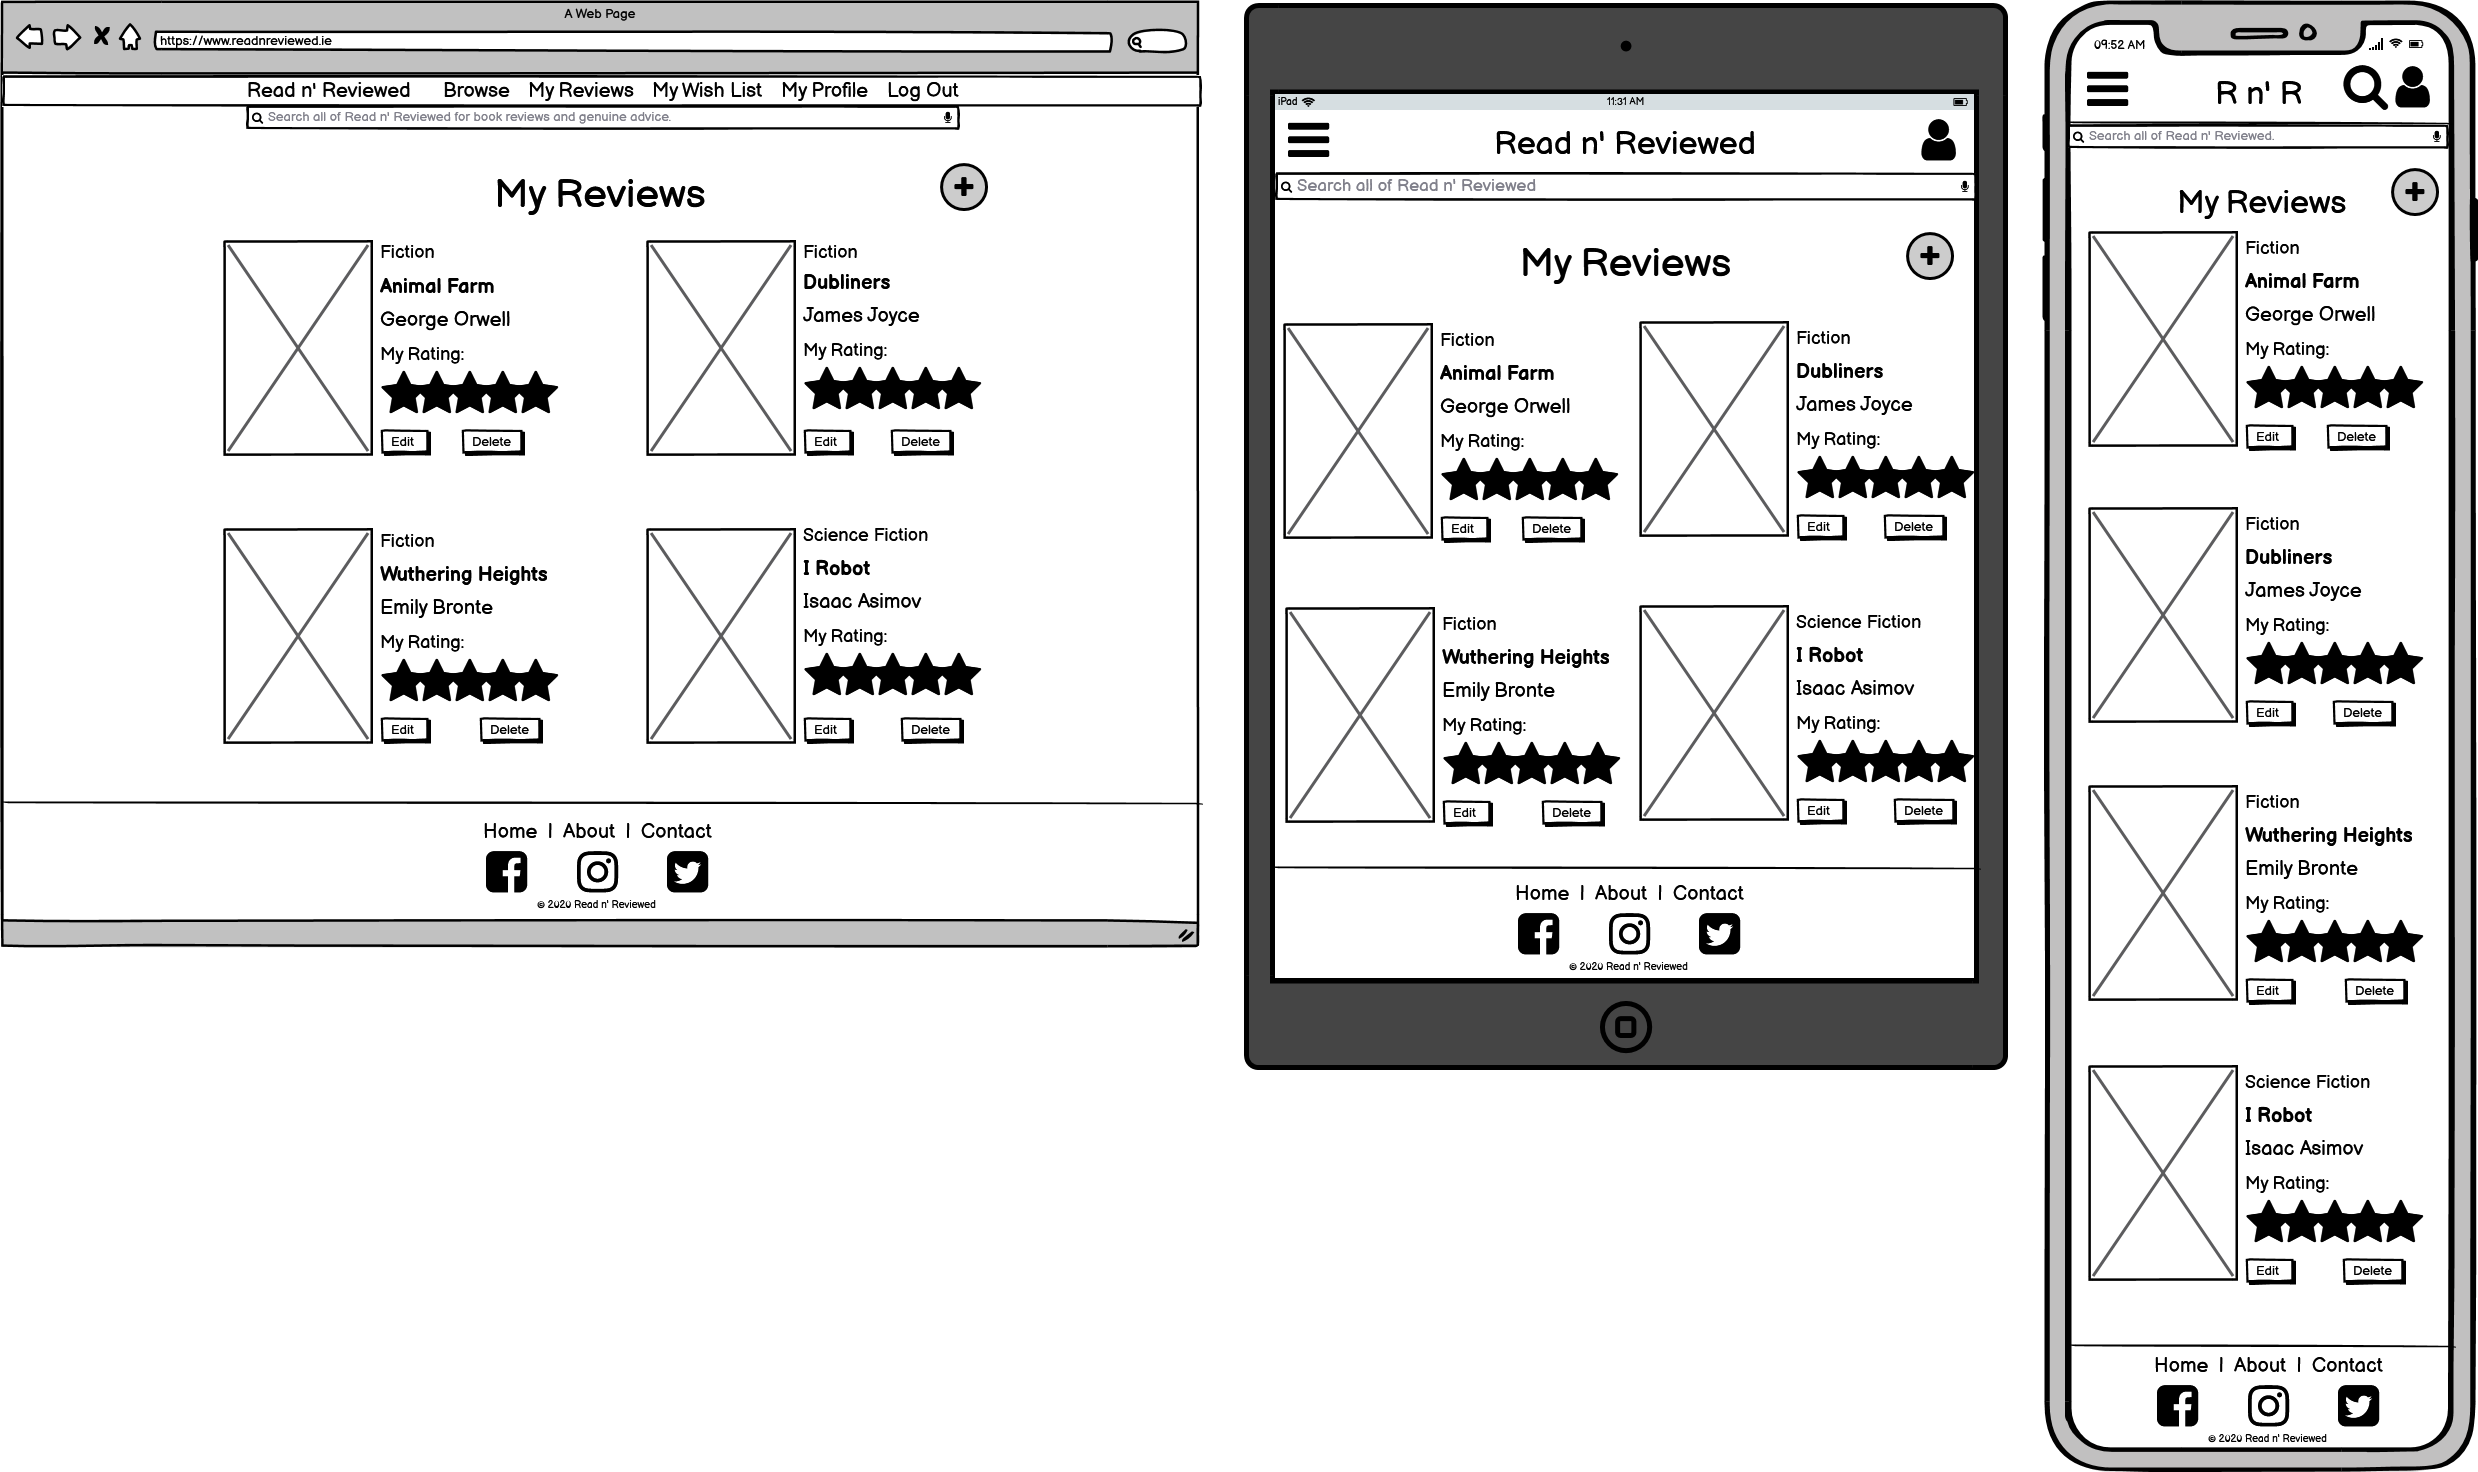 A Web Page
https://www.readnreviewed.ie
Read n' Reviewed Browse My Reviews My Wish List My Profile Log Out
Search all of Read n' Reviewed for book reviews and genuine advice.
My Reviews
Fiction
Animal Farm
George Orwell
My Rating:
Edit Delete
Fiction
Dubliners
James Joyce
My Rating:
Edit Delete
Fiction
Wuthering Heights
Emily Bronte
My Rating:
Edit Delete
Science Fiction
I Robot
Isaac Asimov
My Rating:
Edit Delete
Home | About | Contact
© 2020 Read n' Reviewed
iPad 11:31 AM
Read n' Reviewed
Search all of Read n' Reviewed
My Reviews
Fiction
Animal Farm
George Orwell
My Rating:
Edit Delete
Fiction
Dubliners
James Joyce
My Rating:
Edit Delete
Fiction
Wuthering Heights
Emily Bronte
My Rating:
Edit Delete
Science Fiction
I Robot
Isaac Asimov
My Rating:
Edit Delete
Home | About | Contact
© 2020 Read n' Reviewed
09:52 AM
R n' R
Search all of Read n' Reviewed.
My Reviews
Fiction
Animal Farm
George Orwell
My Rating:
Edit Delete
Fiction
Dubliners
James Joyce
My Rating:
Edit Delete
Fiction
Wuthering Heights
Emily Bronte
My Rating:
Edit Delete
Science Fiction
I Robot
Isaac Asimov
My Rating:
Edit Delete
Home | About | Contact
© 2020 Read n' Reviewed